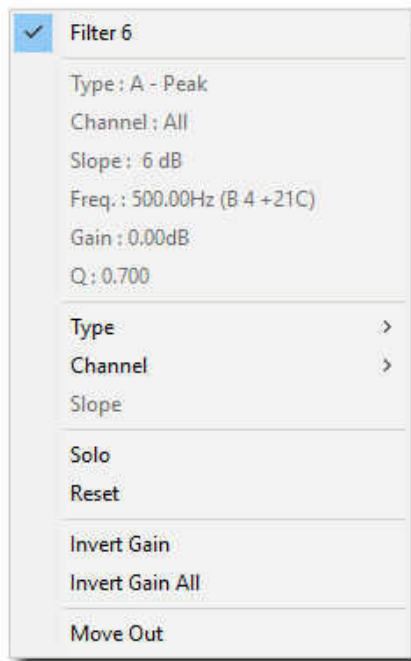 Filter 6
Type : A - Peak
Channel : All
Slope : 6 dB
Freq. : 500.00Hz (B 4 +21C)
Gain : 0.00dB
Q : 0.700
Type
Channel
Slope
Solo
Reset
Invert Gain
Invert Gain All
Move Out